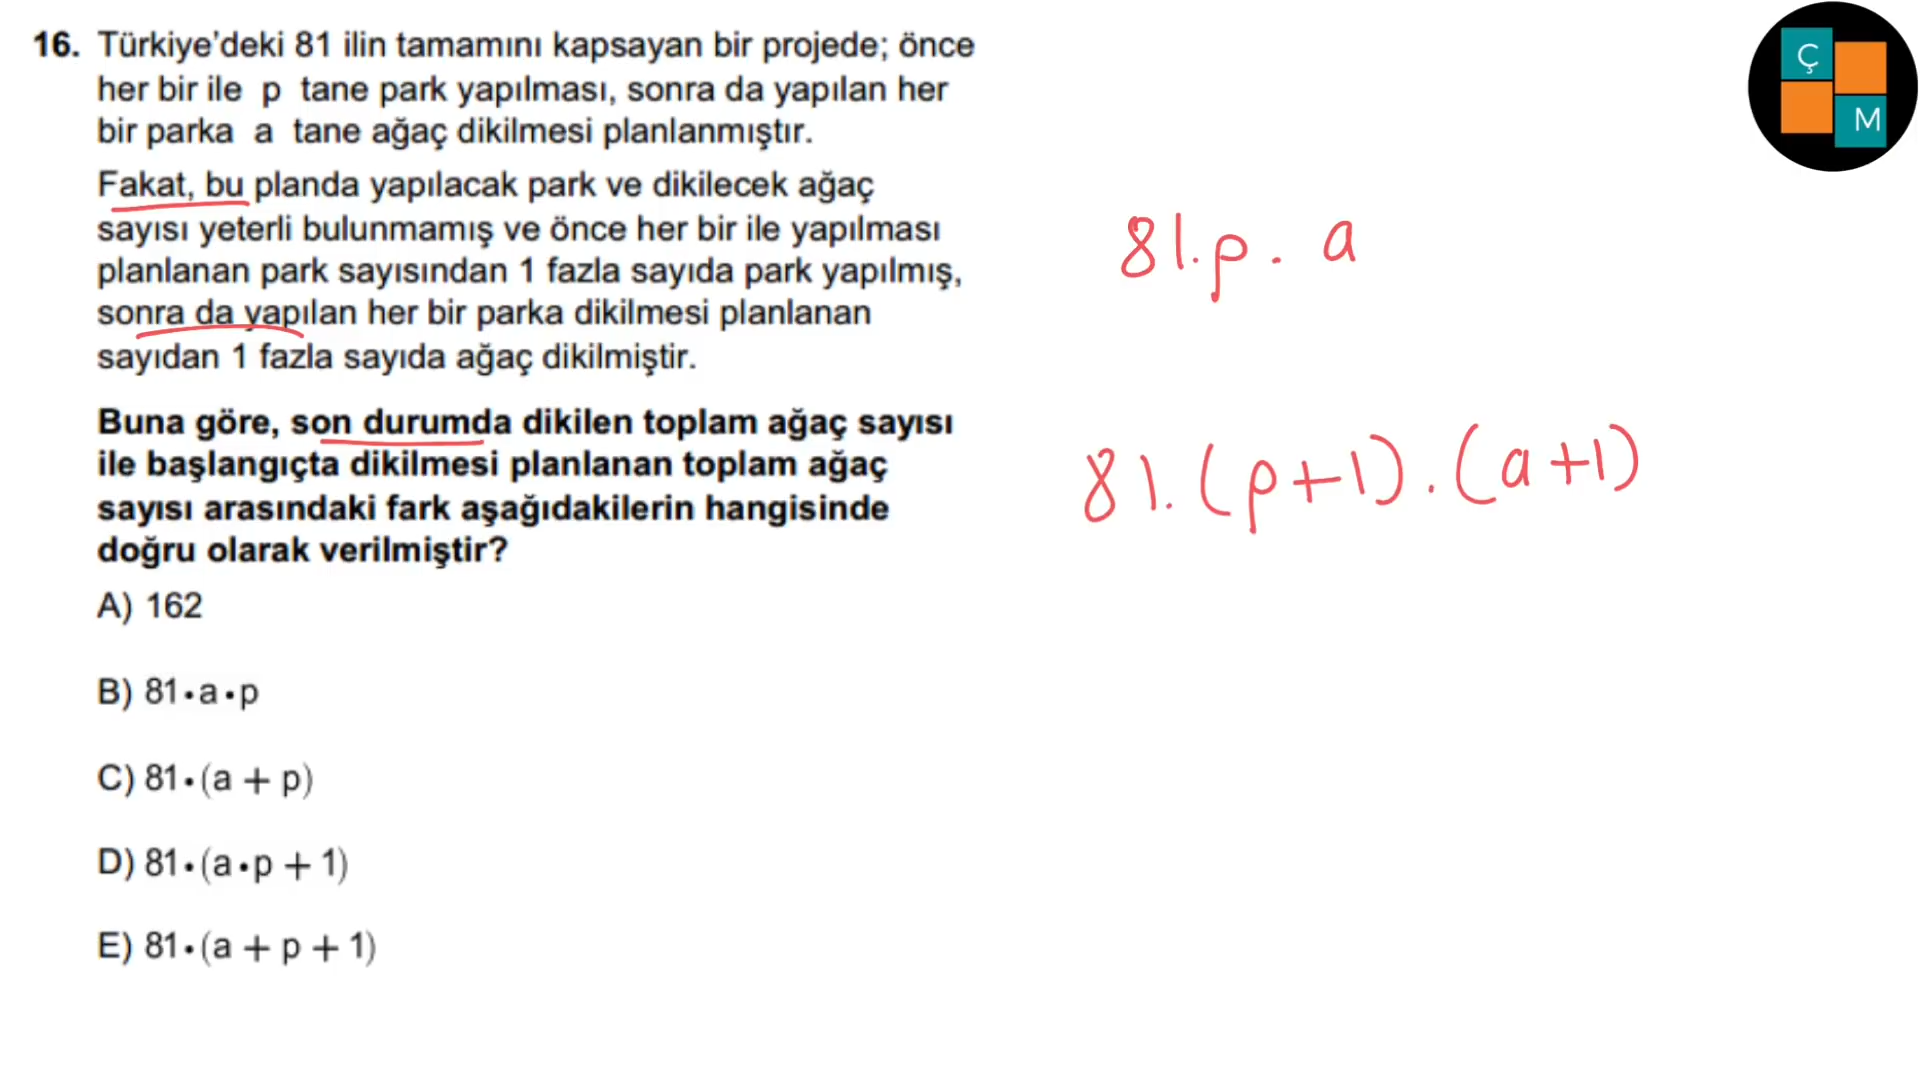 16. Türkiye'deki 81 ilin tamamını kapsayan bir projede; önce
her bir ile p tane park yapılması, sonra da yapılan her
bir parka a tane ağaç dikilmesi planlanmıştır.
Fakat, bu planda yapılacak park ve dikilecek ağaç
sayısı yeterli bulunmamış ve önce her bir ile yapılması
planlanan park sayısından 1 fazla sayıda park yapılmış,
sonra da yapılan her bir parka dikilmesi planlanan
sayıdan 1 fazla sayıda ağaç dikilmiştir.
Buna göre, son durumda dikilen toplam ağaç sayısı
ile başlangıçta dikilmesi planlanan toplam ağaç
sayısı arasındaki fark aşağıdakilerin hangisinde
doğru olarak verilmiştir?
A) 162
B) 81•a•p
C) 81•(a + p)
D) 81•(a•p + 1)
E) 81•(a + p + 1)
81.p. a
81.(p+1).(a+1)
Ç
M